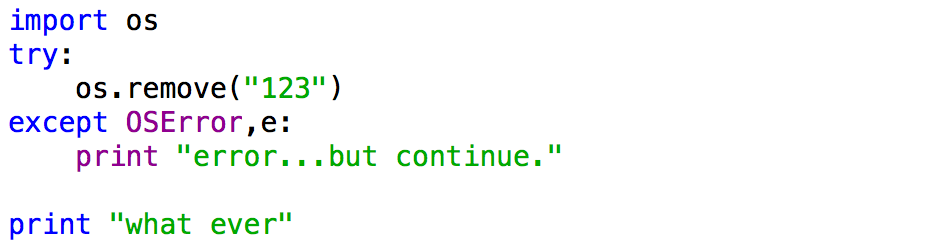 import os
try:
    os.remove("123")
except OSError,e:
    print "error...but continue."

print "what ever"